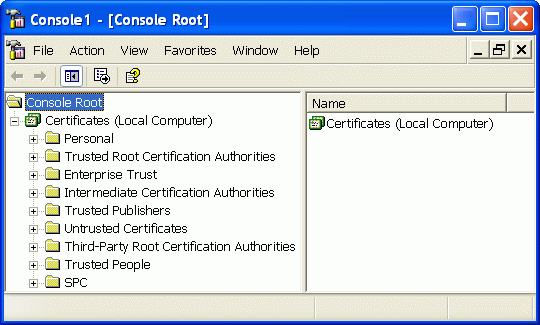 Console1 - [Console Root]
File Action View Favorites Window Help
Console Root
Certificates (Local Computer)
Personal
Trusted Root Certification Authorities
Enterprise Trust
Intermediate Certification Authorities
Trusted Publishers
Untrusted Certificates
Third-Party Root Certification Authorities
Trusted People
SPC
Name
Certificates (Local Computer)